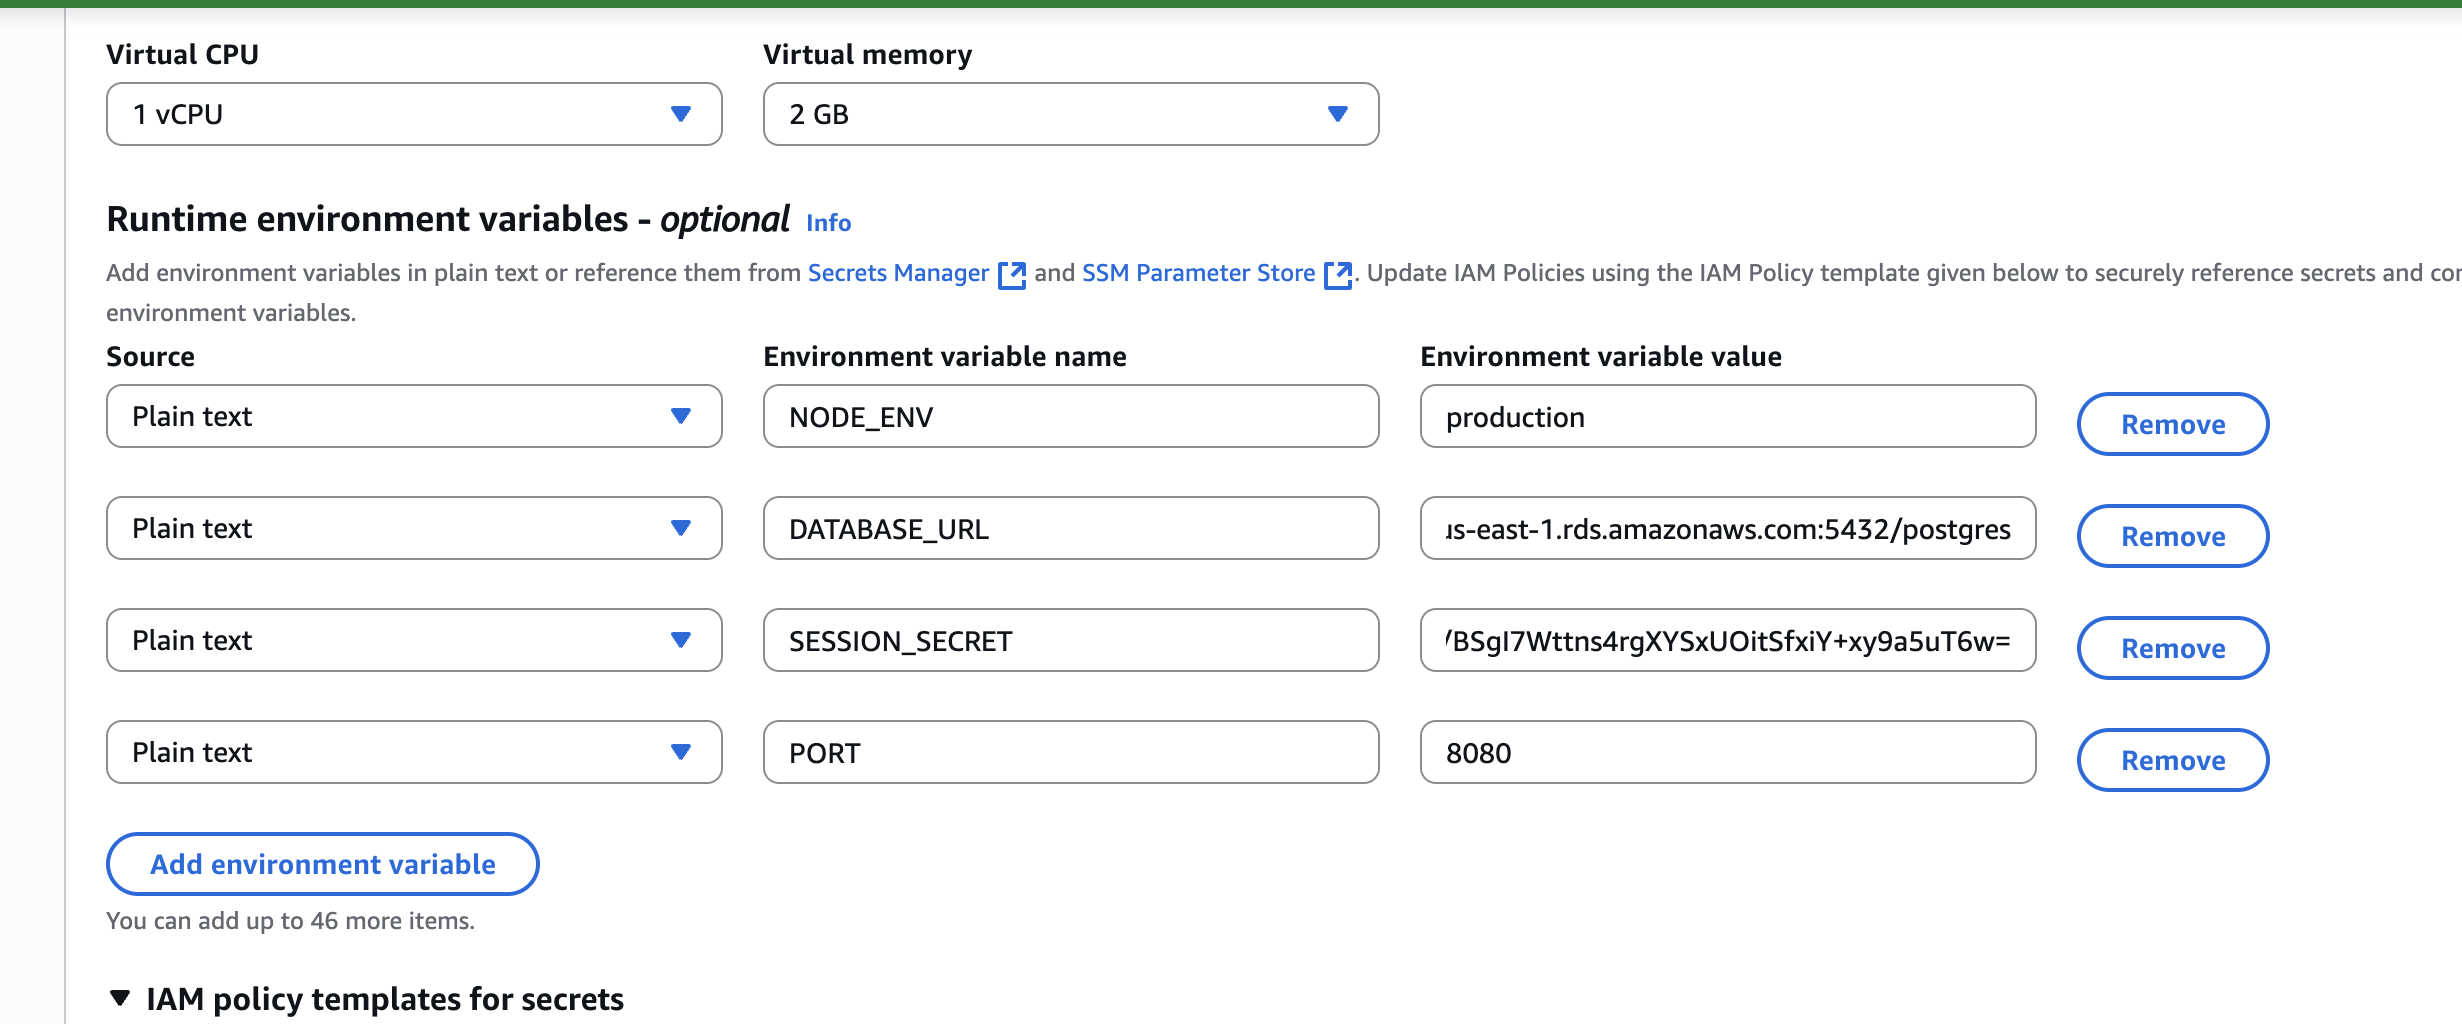 Virtual CPU
Virtual memory
1 vCPU
2 GB
Runtime environment variables - optional Info
Add environment variables in plain text or reference them from Secrets Manager and SSM Parameter Store. Update IAM Policies using the IAM Policy template given below to securely reference secrets and
environment variables.
Source
Environment variable name
Environment variable value
Plain text
NODE_ENV
production
Remove
Plain text
DATABASE_URL
us-east-1.rds.amazonaws.com:5432/postgres
Remove
Plain text
SESSION_SECRET
/BSgI7Wttns4rgXYSxUOitSfxiY+xy9a5uT6w=
Remove
Plain text
PORT
8080
Remove
Add environment variable
You can add up to 46 more items.
IAM policy templates for secrets